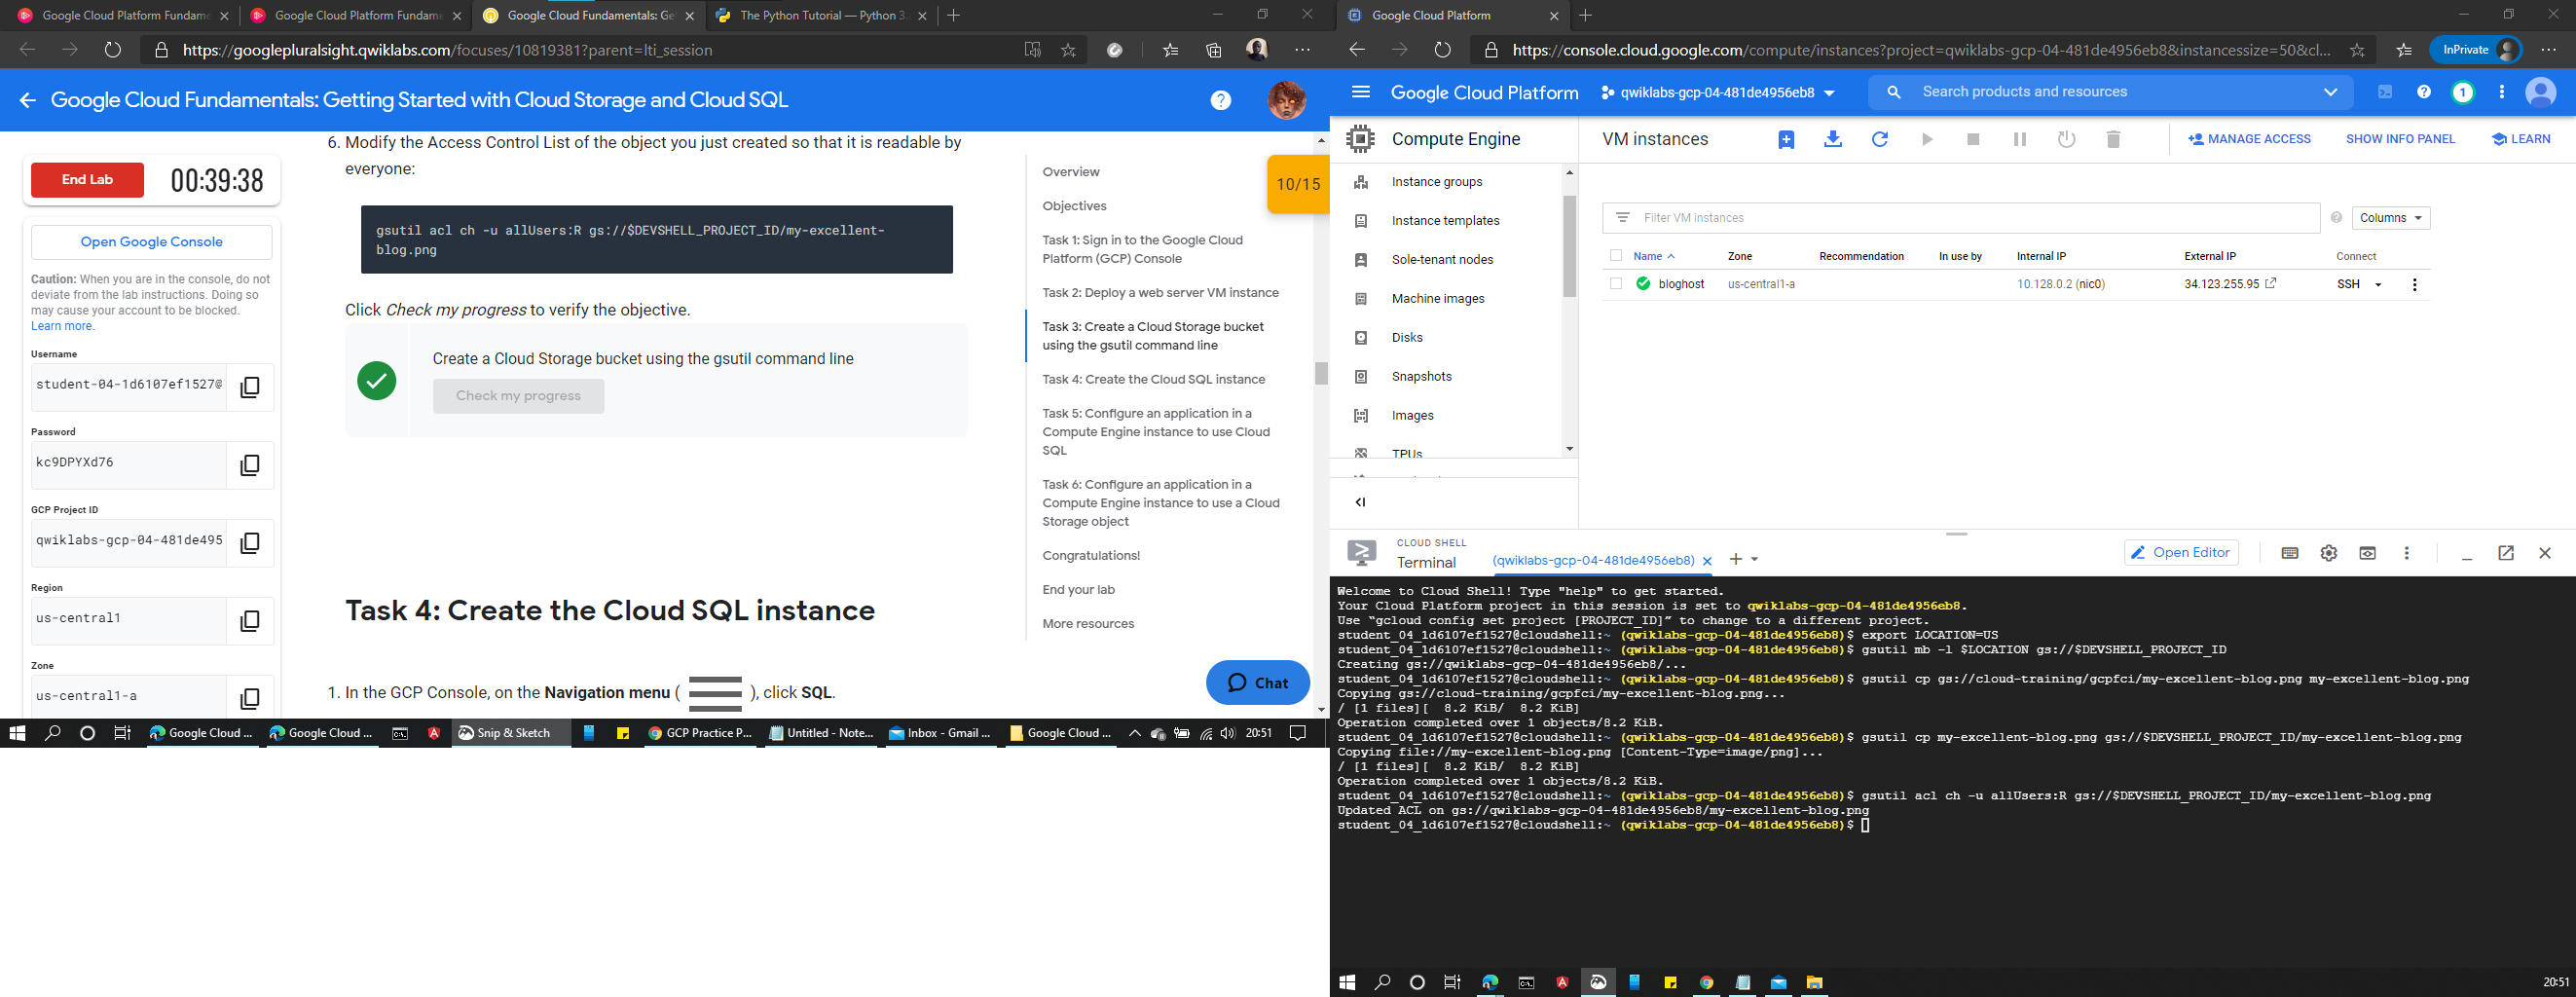 Google Cloud Platform Fundame
Google Cloud Platform Fundame
Google Cloud Fundamentals: Ge
The Python Tutorial — Python 3.
https://googlepluralsight.qwiklabs.com/focuses/10819381?parent=lti_session
Google Cloud Fundamentals: Getting Started with Cloud Storage and Cloud SQL
End Lab
00:39:38
Open Google Console
Caution: When you are in the console, do not
deviate from the lab instructions. Doing so
may cause your account to be blocked.
Learn more.
Username
student-04-1d6107ef1527@
Password
kc9DPYXd76
GCP Project ID
qwiklabs-gcp-04-481de495
Region
us-central1
Zone
us-central1-a
6. Modify the Access Control List of the object you just created so that it is readable by
everyone:
gsutil acl ch -u allUsers:R gs://$DEVSHELL_PROJECT_ID/my-excellent-
blog.png
Click Check my progress to verify the objective.
Create a Cloud Storage bucket using the gsutil command line
Check my progress
Task 4: Create the Cloud SQL instance
1. In the GCP Console, on the Navigation menu ( ), click SQL.
Overview
Objectives
Task 1: Sign in to the Google Cloud
Platform (GCP) Console
Task 2: Deploy a web server VM instance
Task 3: Create a Cloud Storage bucket
using the gsutil command line
Task 4: Create the Cloud SQL instance
Task 5: Configure an application in a
Compute Engine instance to use Cloud
SQL
Task 6: Configure an application in a
Compute Engine instance to use a Cloud
Storage object
Congratulations!
End your lab
More resources
10/15
Chat
Google Cloud ...
Google Cloud ...
Snip & Sketch
GCP Practice P...
Untitled - Note...
Inbox - Gmail ...
Google Cloud ...
20:51
Google Cloud Platform
https://console.cloud.google.com/compute/instances?project=qwiklabs-gcp-04-481de4956eb8&instancessize=50&cl...
InPrivate
Google Cloud Platform
qwiklabs-gcp-04-481de4956eb8
Search products and resources
1
Compute Engine
VM instances
MANAGE ACCESS
SHOW INFO PANEL
LEARN
Instance groups
Instance templates
Sole-tenant nodes
Machine images
Disks
Snapshots
Images
TPUs
Filter VM instances
Columns
Name
Zone
Recommendation
In use by
Internal IP
External IP
Connect
bloghost
us-central1-a
10.128.0.2 (nic0)
34.123.255.95
SSH
CLOUD SHELL
Terminal
(qwiklabs-gcp-04-481de4956eb8)
Open Editor
Welcome to Cloud Shell! Type "help" to get started.
Your Cloud Platform project in this session is set to qwiklabs-gcp-04-481de4956eb8.
Use “gcloud config set project [PROJECT_ID]” to change to a different project.
student_04_1d6107ef1527@cloudshell:~ (qwiklabs-gcp-04-481de4956eb8)$ export LOCATION=US
student_04_1d6107ef1527@cloudshell:~ (qwiklabs-gcp-04-481de4956eb8)$ gsutil mb -l $LOCATION gs://$DEVSHELL_PROJECT_ID
Creating gs://qwiklabs-gcp-04-481de4956eb8/...
student_04_1d6107ef1527@cloudshell:~ (qwiklabs-gcp-04-481de4956eb8)$ gsutil cp gs://cloud-training/gcpfci/my-excellent-blog.png my-excellent-blog.png
Copying gs://cloud-training/gcpfci/my-excellent-blog.png...
/ [1 files][  8.2 KiB/  8.2 KiB]
Operation completed over 1 objects/8.2 KiB.
student_04_1d6107ef1527@cloudshell:~ (qwiklabs-gcp-04-481de4956eb8)$ gsutil cp my-excellent-blog.png gs://$DEVSHELL_PROJECT_ID/my-excellent-blog.png
Copying file://my-excellent-blog.png [Content-Type=image/png]...
/ [1 files][  8.2 KiB/  8.2 KiB]
Operation completed over 1 objects/8.2 KiB.
student_04_1d6107ef1527@cloudshell:~ (qwiklabs-gcp-04-481de4956eb8)$ gsutil acl ch -u allUsers:R gs://$DEVSHELL_PROJECT_ID/my-excellent-blog.png
Updated ACL on gs://qwiklabs-gcp-04-481de4956eb8/my-excellent-blog.png
student_04_1d6107ef1527@cloudshell:~ (qwiklabs-gcp-04-481de4956eb8)$
20:51